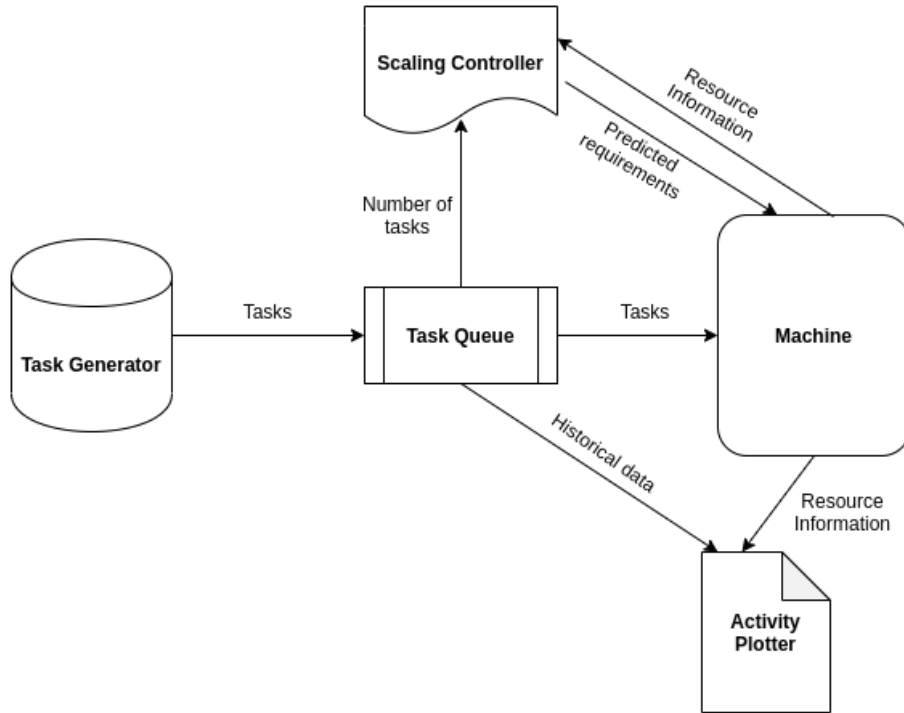 Scaling Controller
Resource
Information
Predicted
requirements
Number of
tasks
Task Generator
Tasks
Task Queue
Tasks
Machine
Historical data
Resource
Information
Activity
Plotter